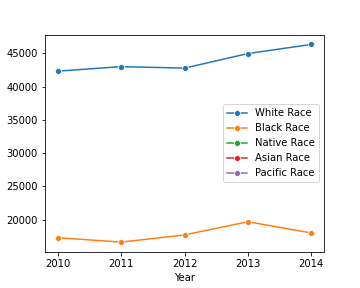 45000
40000
35000
30000
25000
20000
White Race
Black Race
Native Race
Asian Race
Pacific Race
2010 2011 2012 2013 2014
Year